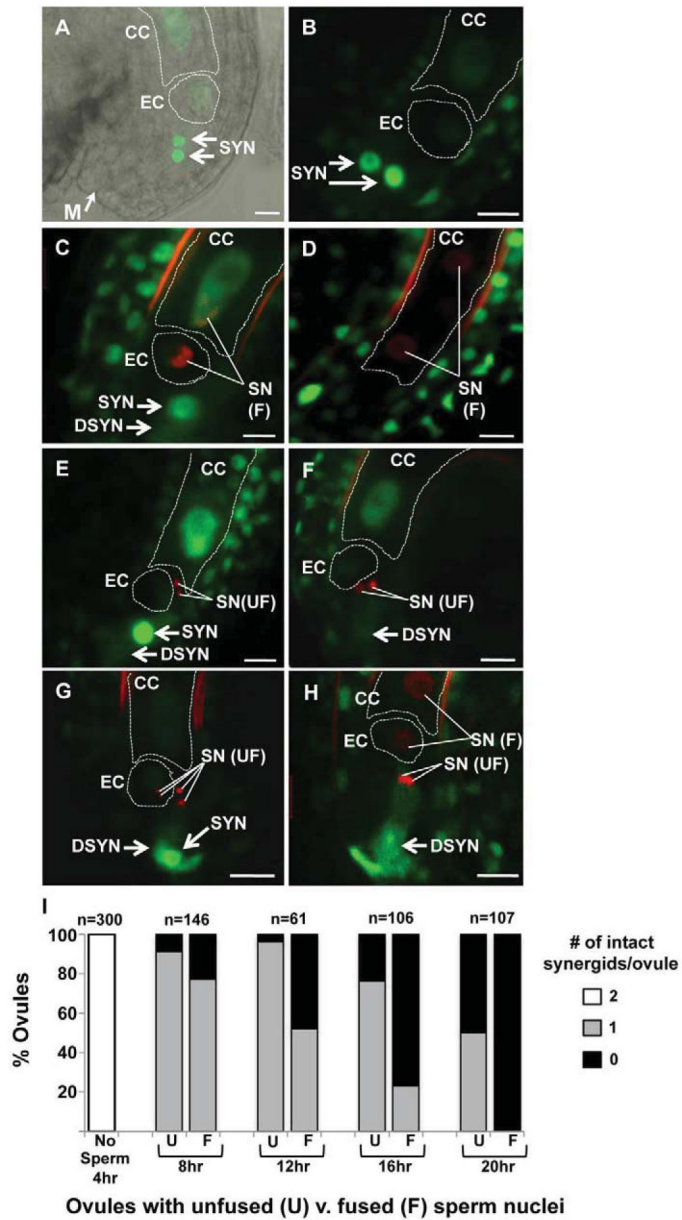 A
CC
EC
SYN
M
B
CC
EC
SYN
C
CC
EC
SN
(F)
SYN
DSYN
D
CC
SN
(F)
E
CC
EC
SN(UF)
SYN
DSYN
F
CC
EC
SN (UF)
DSYN
G
CC
SN (UF)
EC
SYN
DSYN
H
CC
SN (F)
EC
SN (UF)
DSYN
I
n=300 n=146 n=61 n=106 n=107
100
80
60
40
20
% Ovules
# of intact
synergids/ovule
2
1
0
No
Sperm
4hr
U F U F U F U F
8hr 12hr 16hr 20hr
Ovules with unfused (U) v. fused (F) sperm nuclei